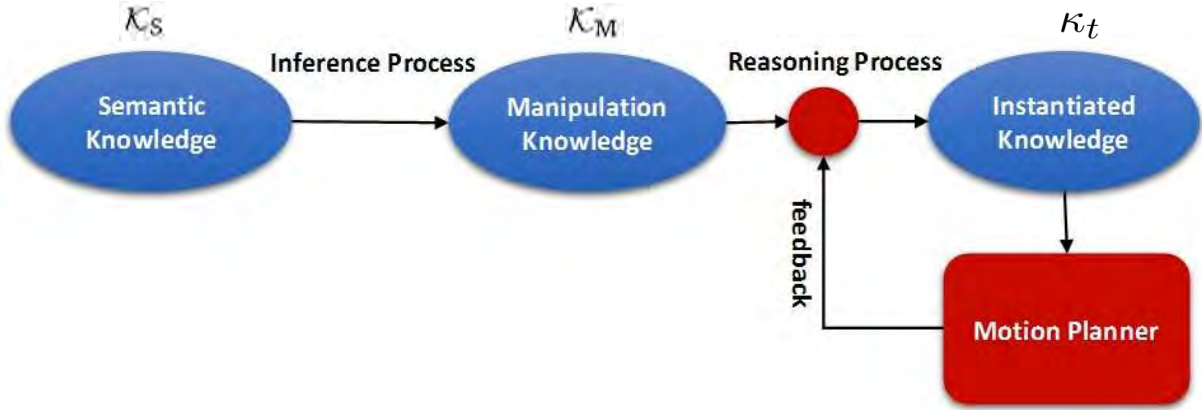 𝒦S
𝒦M
κt
Inference Process
Reasoning Process
Semantic
Knowledge
Manipulation
Knowledge
Instantiated
Knowledge
feedback
Motion Planner